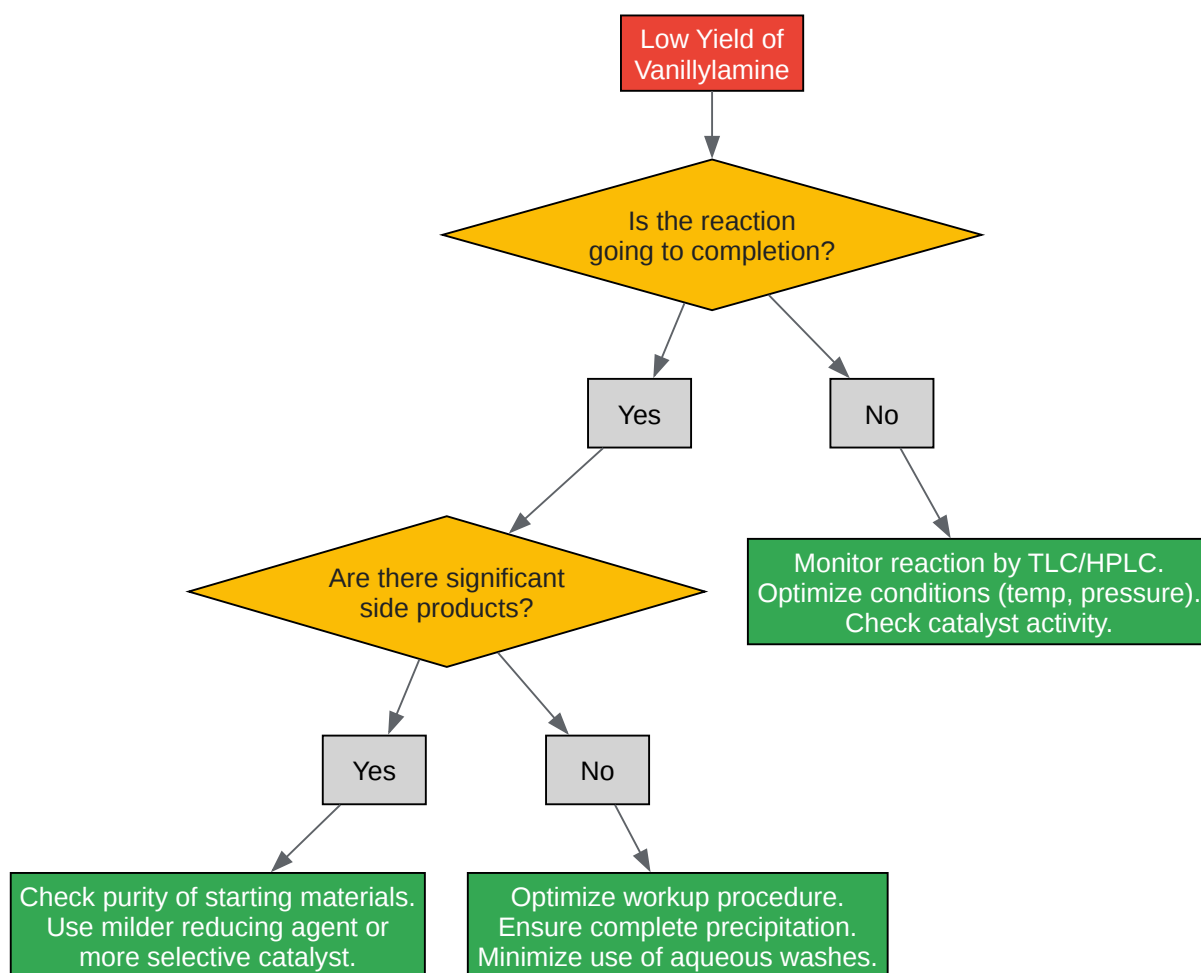 Low Yield of
Vanillylamine
Is the reaction
going to completion?
Yes
No
Are there significant
side products?
Monitor reaction by TLC/HPLC.
Optimize conditions (temp, pressure).
Check catalyst activity.
Yes
No
Check purity of starting materials.
Use milder reducing agent or
more selective catalyst.
Optimize workup procedure.
Ensure complete precipitation.
Minimize use of aqueous washes.